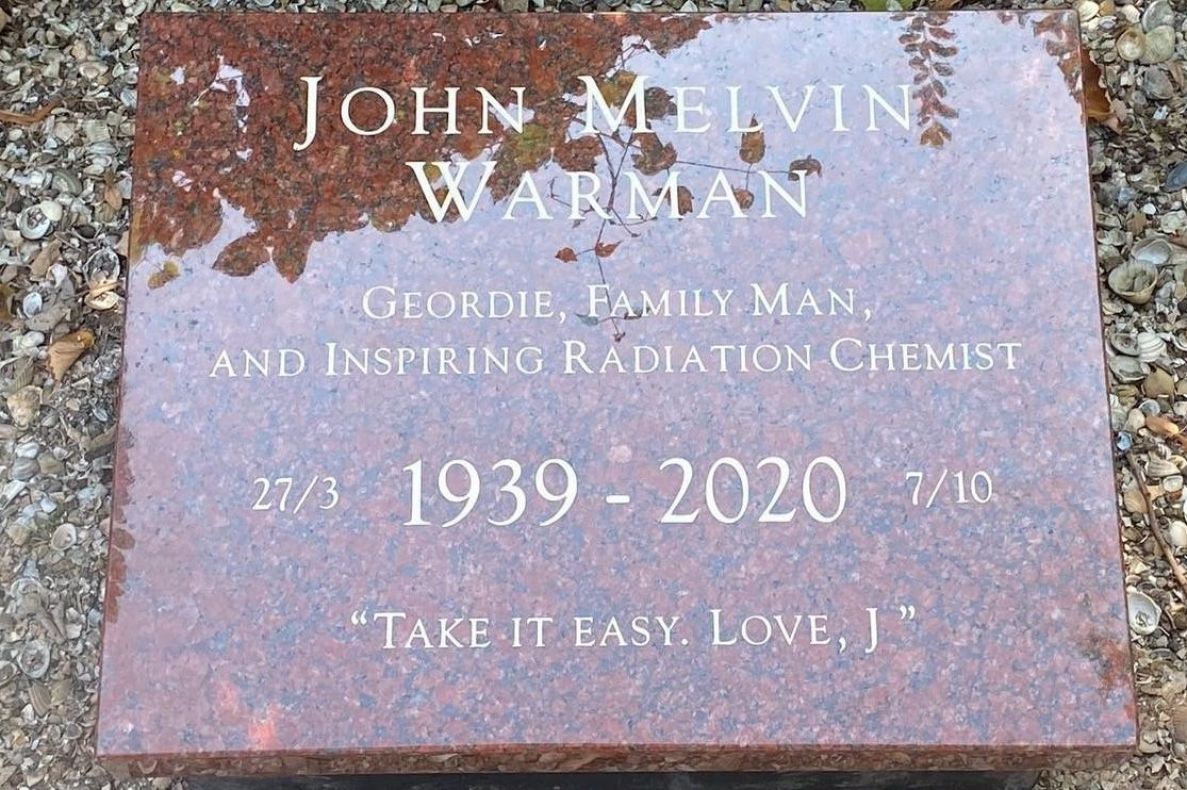 John Melvin
Warman
Geordie, Family Man,
and Inspiring Radiation Chemist
27/3 1939 - 2020 7/10
“Take it easy. Love, J”